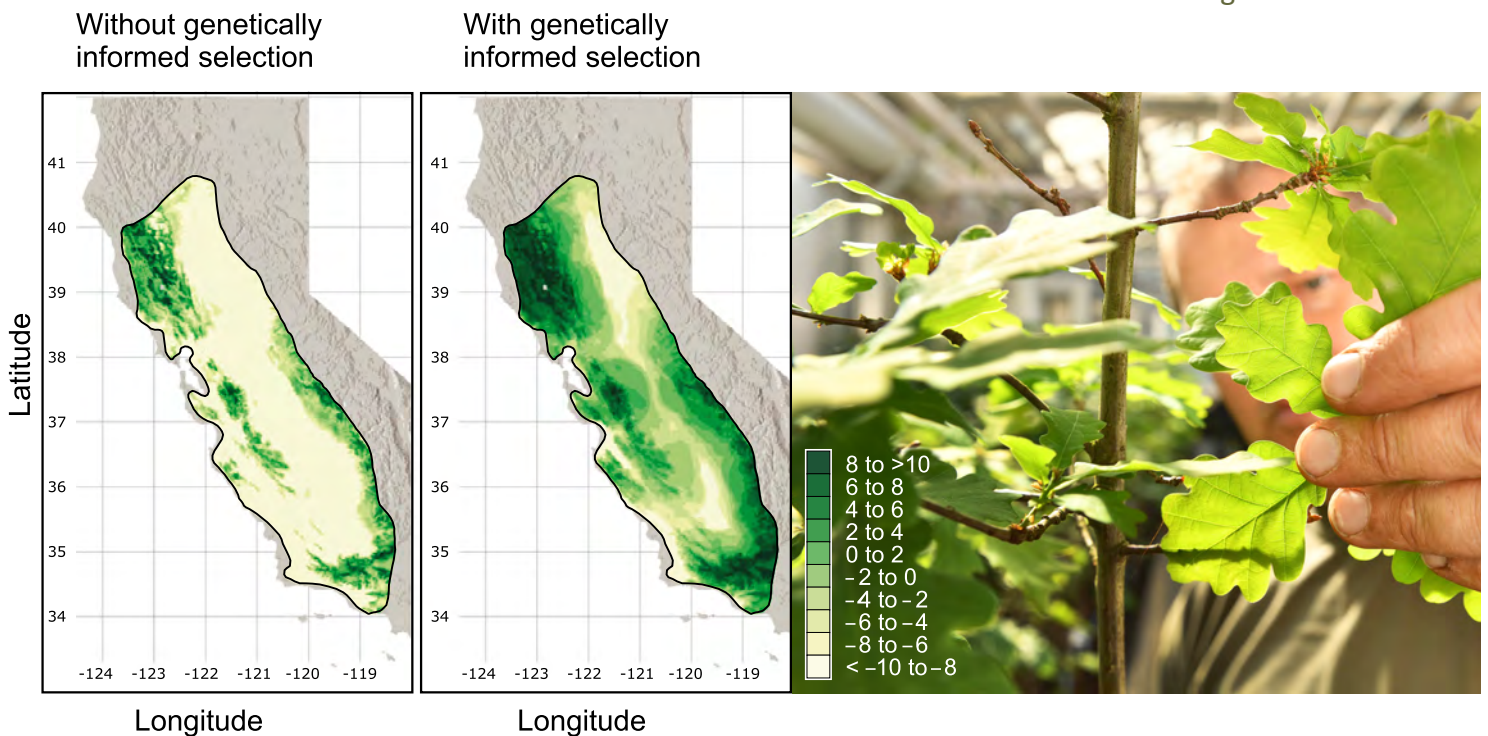 Without genetically
informed selection
With genetically
informed selection
Latitude
41
40
39
38
37
36
35
34
-124 -123 -122 -121 -120 -119
Longitude
41
40
39
38
37
36
35
34
-124 -123 -122 -121 -120 -119
Longitude
8 to >10
6 to 8
4 to 6
2 to 4
0 to 2
–2 to 0
–4 to –2
–6 to –4
–8 to –6
< –10 to –8